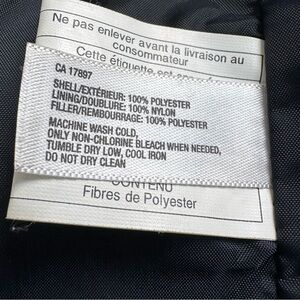 Ne pas enlever avant la livraison au
consommateur
Cette étiquette est
CA 17897
SHELL/EXTÉRIEUR: 100% POLYESTER
LINING/DOUBLURE: 100% NYLON
FILLER/REMBOURRAGE: 100% POLYESTER
MACHINE WASH COLD,
ONLY NON-CHLORINE BLEACH WHEN NEEDED,
TUMBLE DRY LOW, COOL IRON
DO NOT DRY CLEAN
CONTENU
Fibres de Polyester